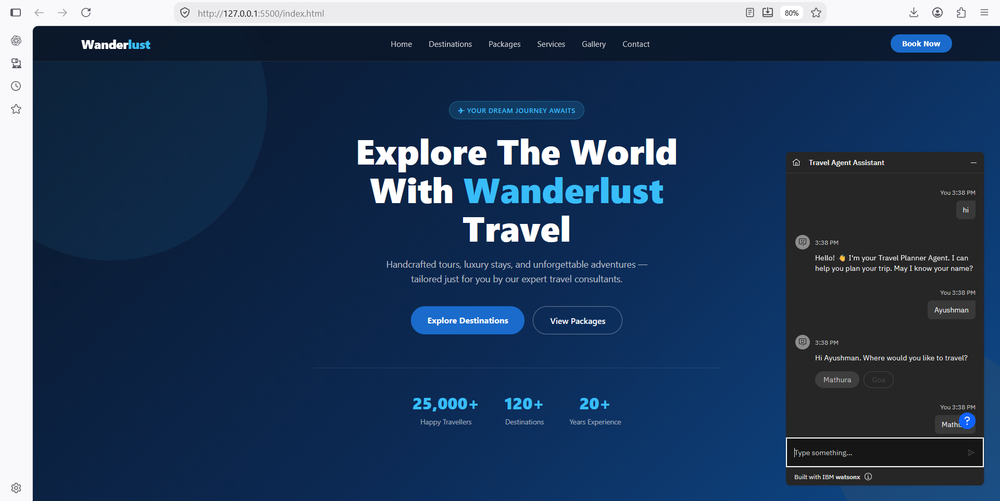 http://127.0.0.1:5500/index.html
80%
Wanderlust
Home
Destinations
Packages
Services
Gallery
Contact
Book Now
✈ YOUR DREAM JOURNEY AWAITS
Explore The World
With Wanderlust
Travel
Handcrafted tours, luxury stays, and unforgettable adventures —
tailored just for you by our expert travel consultants.
Explore Destinations
View Packages
25,000+
Happy Travellers
120+
Destinations
20+
Years Experience
Travel Agent Assistant
You 3:38 PM
hi
3:38 PM
Hello! 👋 I'm your Travel Planner Agent. I can
help you plan your trip. May I know your name?
You 3:38 PM
Ayushman
3:38 PM
Hi Ayushman. Where would you like to travel?
Mathura
Goa
You 3:38 PM
?
Type something...
Built with IBM watsonx